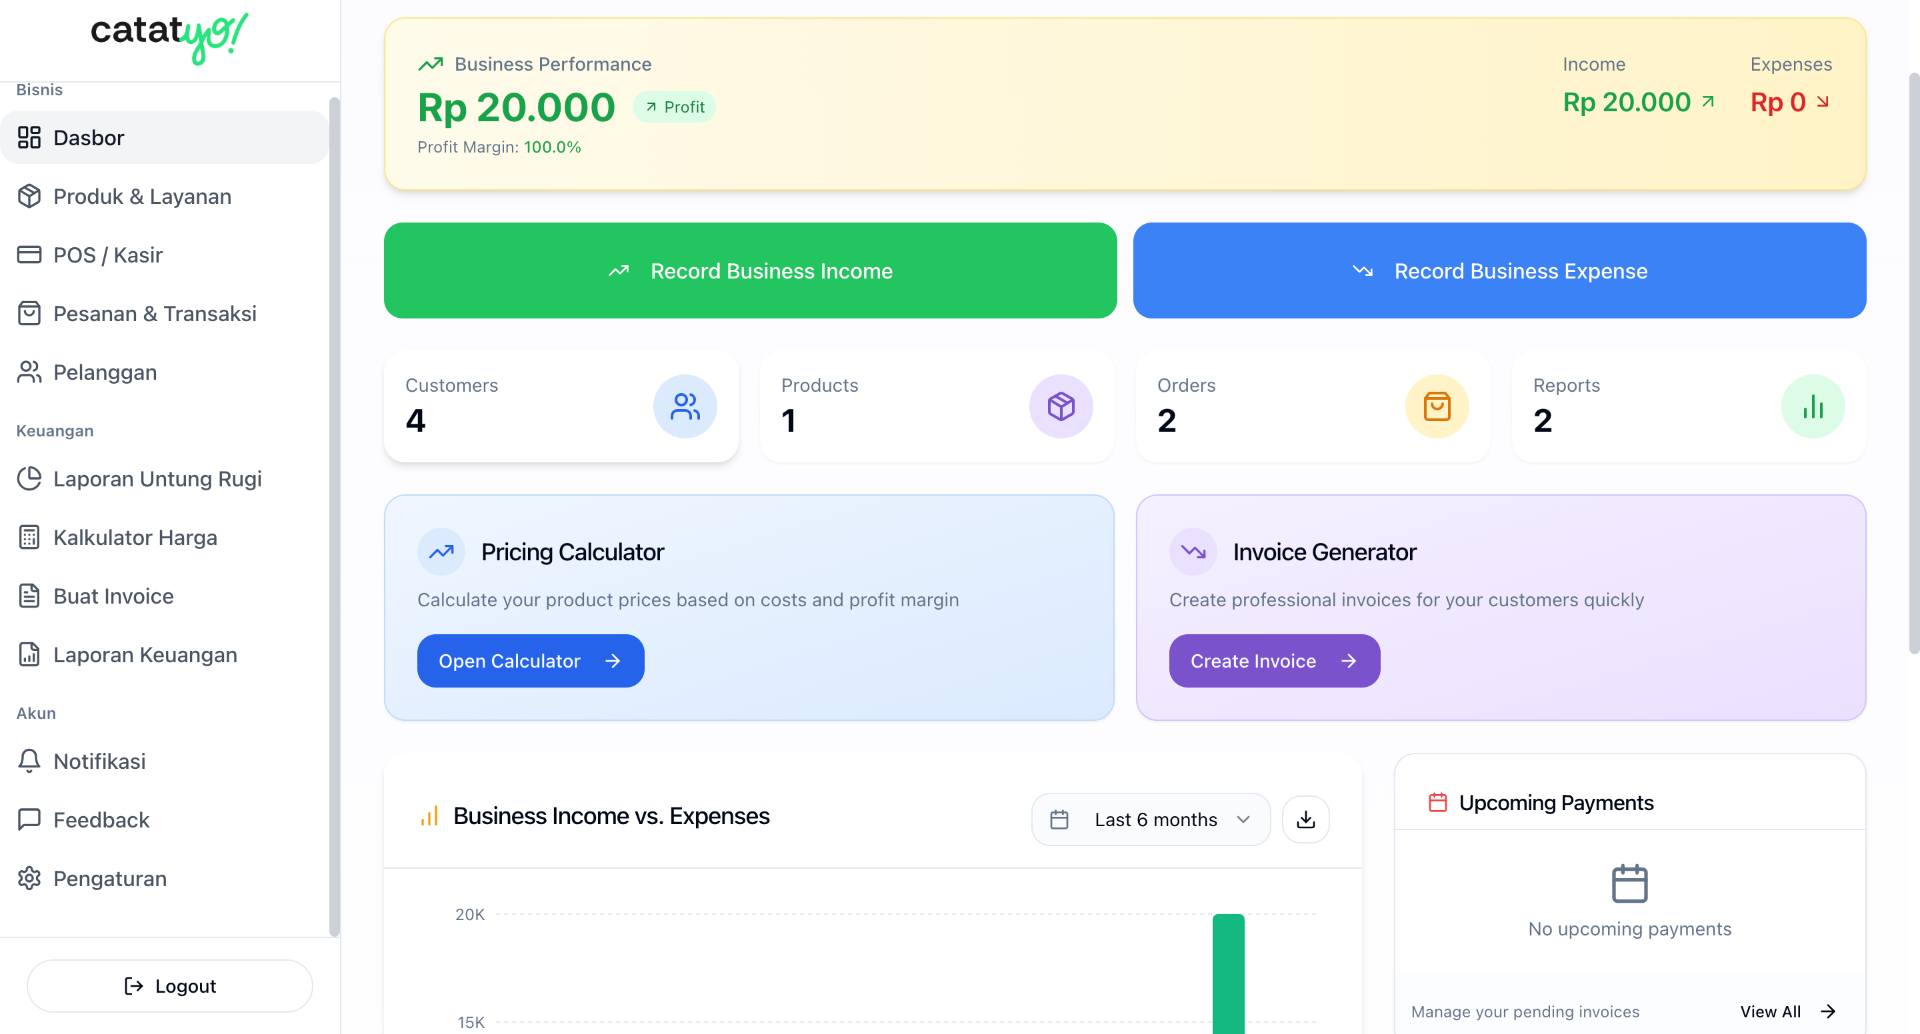 catatyo!
Bisnis
Dasbor
Produk & Layanan
POS / Kasir
Pesanan & Transaksi
Pelanggan
Keuangan
Laporan Untung Rugi
Kalkulator Harga
Buat Invoice
Laporan Keuangan
Akun
Notifikasi
Feedback
Pengaturan
Logout
Business Performance
Rp 20.000
Profit
Profit Margin: 100.0%
Income
Rp 20.000
Expenses
Rp 0
Record Business Income
Record Business Expense
Customers
4
Products
1
Orders
2
Reports
2
Pricing Calculator
Calculate your product prices based on costs and profit margin
Open Calculator
Invoice Generator
Create professional invoices for your customers quickly
Create Invoice
Business Income vs. Expenses
Last 6 months
20K
15K
Upcoming Payments
No upcoming payments
Manage your pending invoices
View All